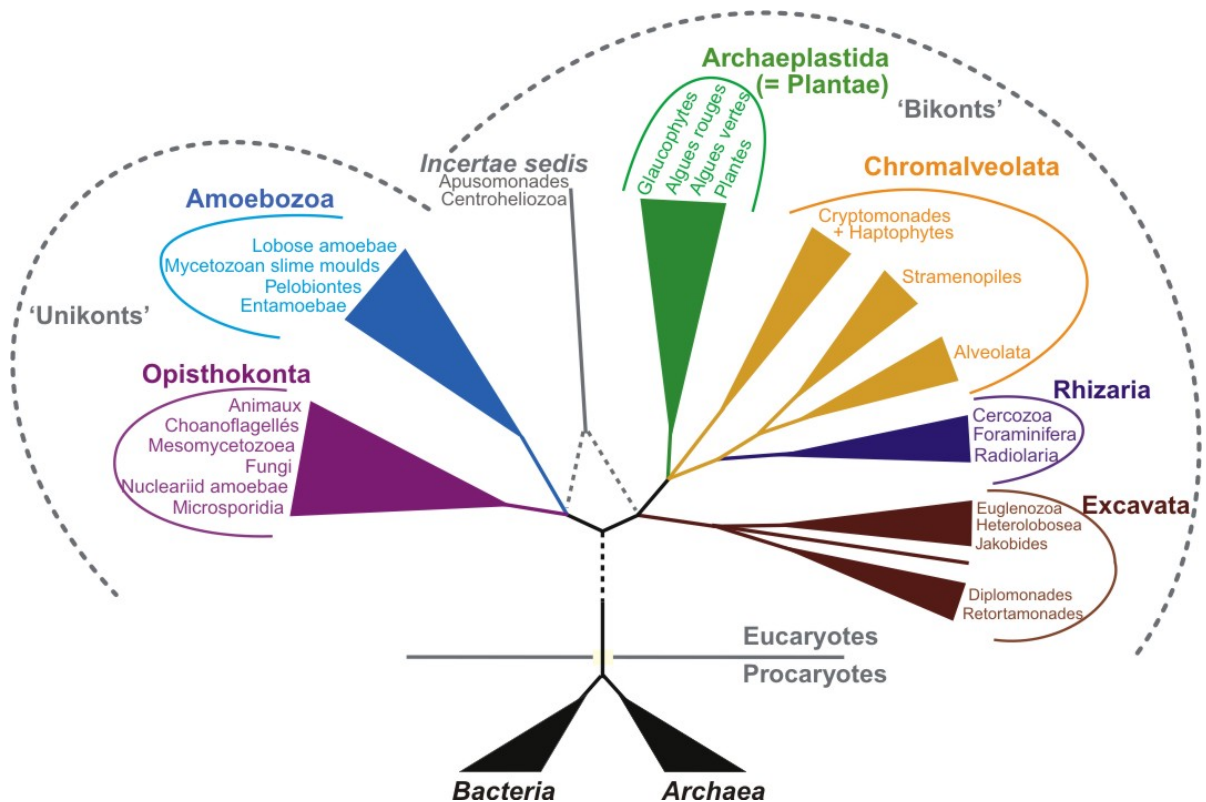 Archaeplastida
(= Plantae)
'Bikonts'
Glaucophytes
Algues rouges
Algues vertes
Plantes
Incertae sedis
Apusomonades
Centroheliozoa
Chromalveolata
Cryptomonades
+ Haptophytes
Stramenopiles
Alveolata
Amoebozoa
Lobose amoebae
Mycetozoan slime moulds
Pelobiontes
Entamoebae
'Unikonts'
Opisthokonta
Animaux
Choanoflagellés
Mesomycetozoea
Fungi
Nucleariid amoebae
Microsporidia
Rhizaria
Cercozoa
Foraminifera
Radiolaria
Excavata
Euglenozoa
Heterolobosea
Jakobides
Diplomonades
Retortamonades
Eucaryotes
Procaryotes
Bacteria
Archaea